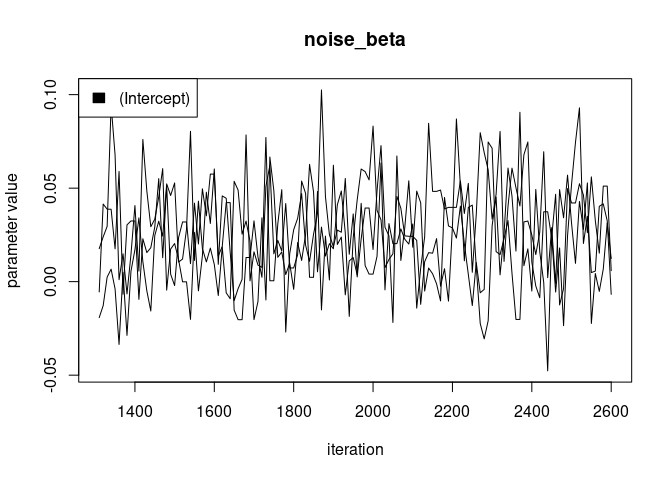 noise_beta
(Intercept)
parameter value
0.10
0.05
0.00
-0.05
1400 1600 1800 2000 2200 2400 2600
iteration